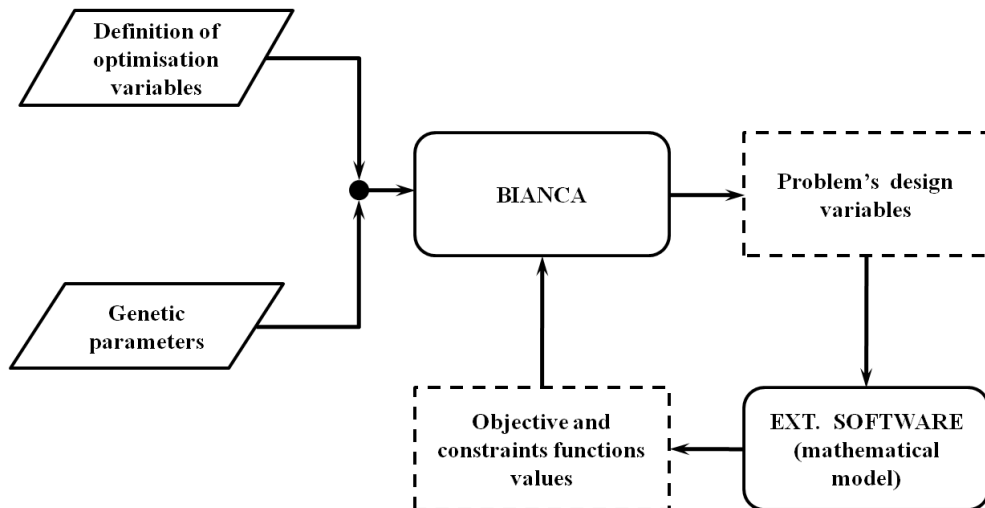 Definition of
optimisation
variables
BIANCA
Problem's design
variables
Genetic
parameters
Objective and
constraints functions
values
EXT. SOFTWARE
(mathematical
model)